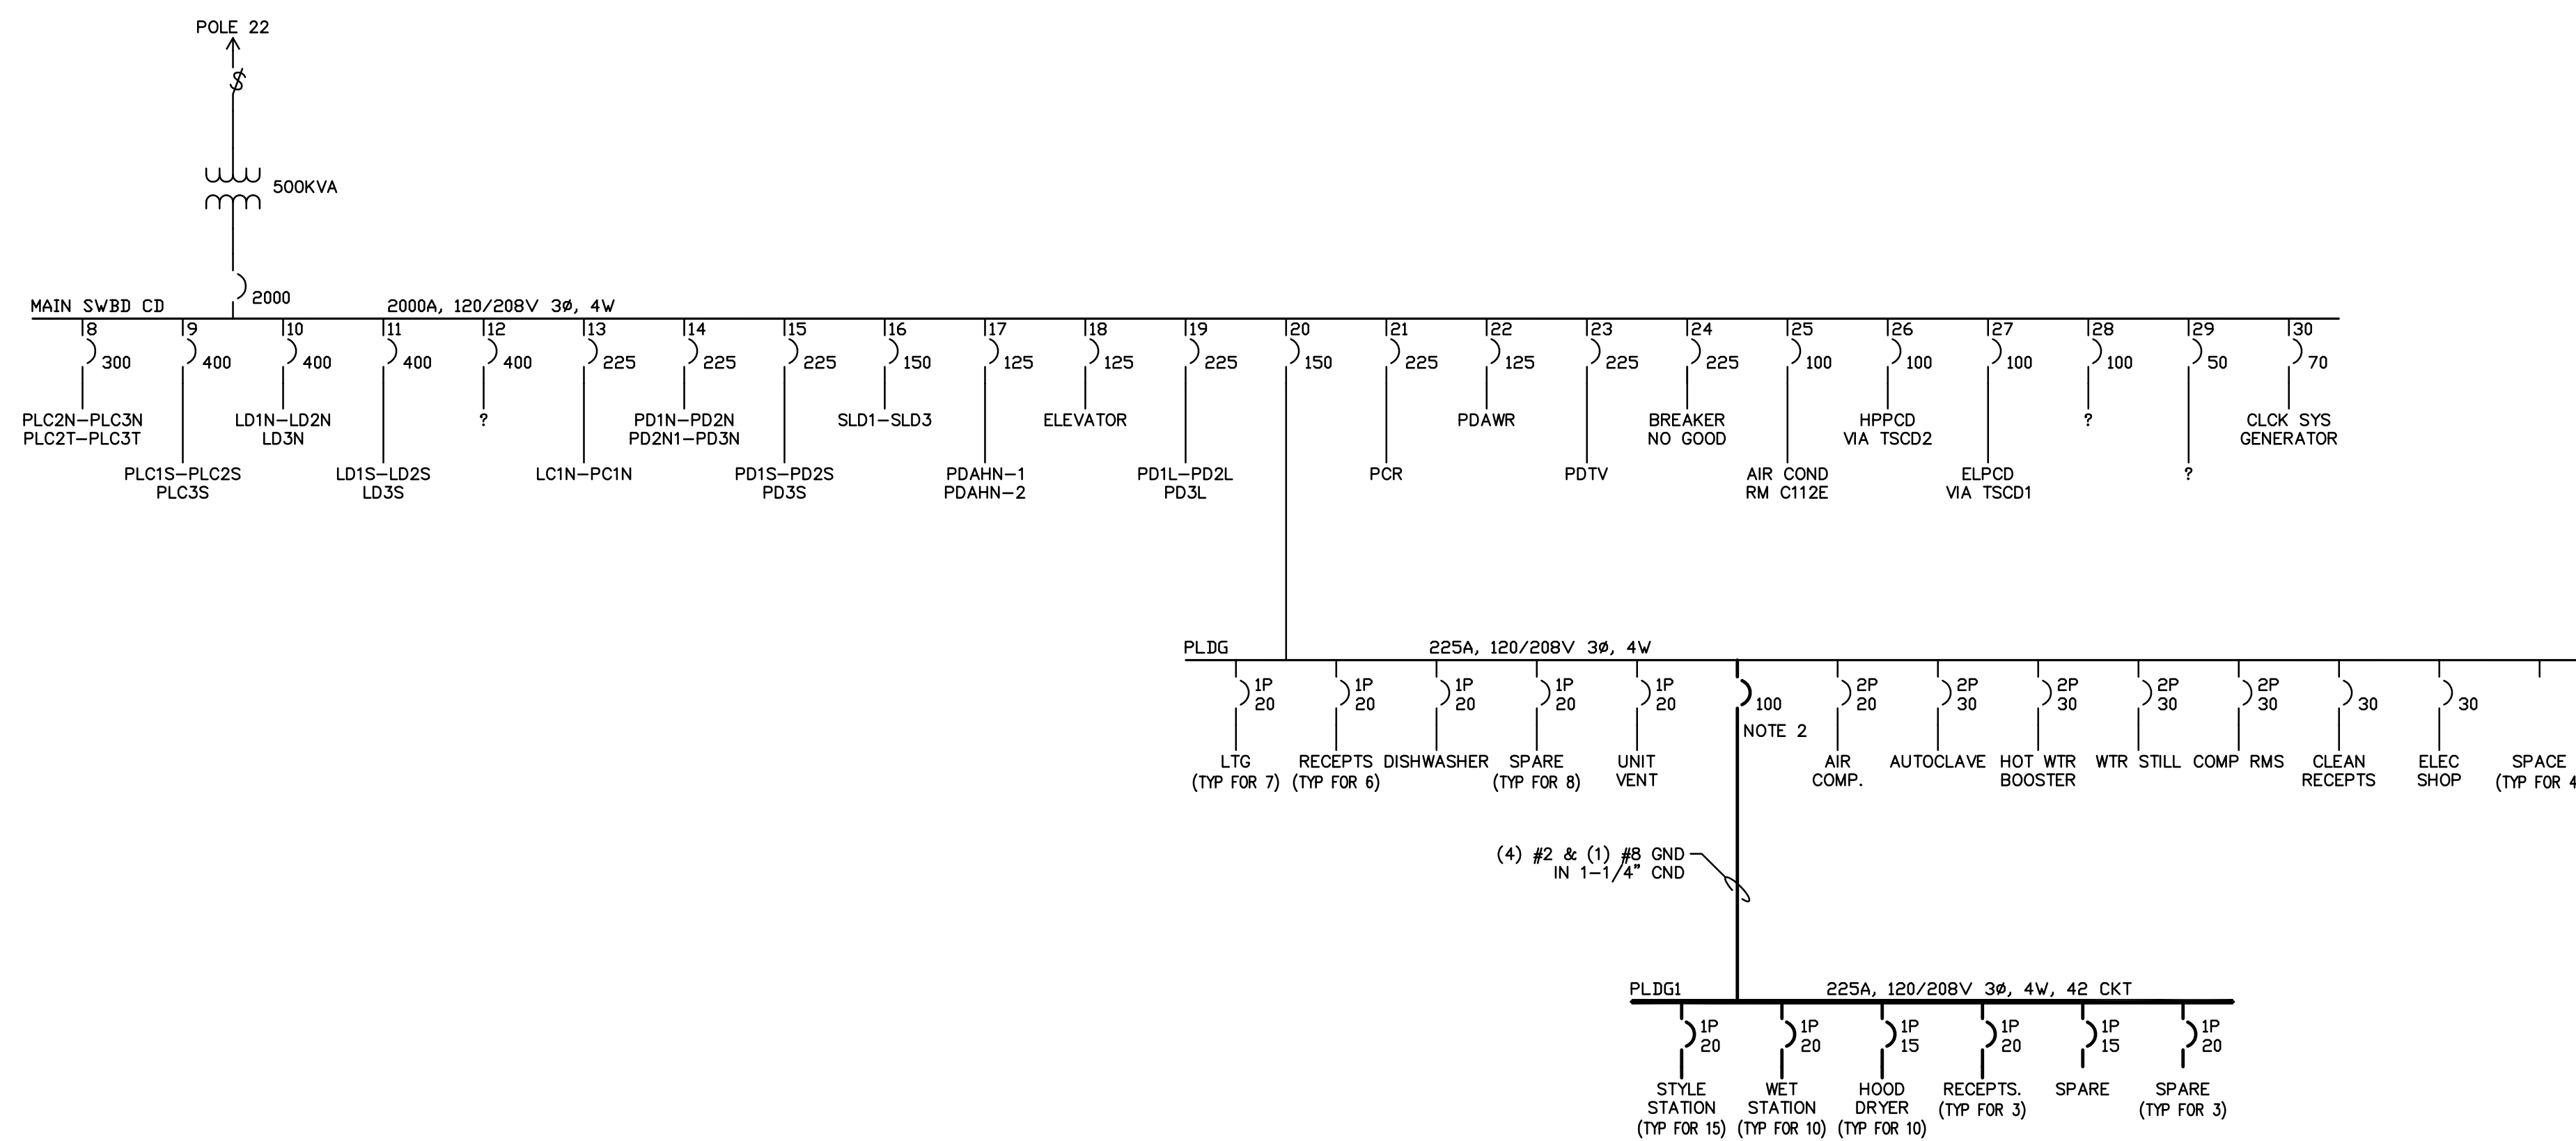 POLE 22
500KVA
2000
MAIN SWBD CD
2000A, 120/208V 3ø, 4W
8
9
10
11
12
13
14
15
16
17
18
19
20
21
22
23
24
25
26
27
28
29
30
300
400
400
400
400
225
225
225
150
125
125
225
150
225
125
225
225
100
100
100
100
50
70
PLC2N-PLC3N
PLC2T-PLC3T
PLC1S-PLC2S
PLC3S
LD1N-LD2N
LD3N
LD1S-LD2S
LD3S
?
LC1N-PC1N
PD1N-PD2N
PD2N1-PD3N
PD1S-PD2S
PD3S
SLD1-SLD3
PDAHN-1
PDAHN-2
ELEVATOR
PD1L-PD2L
PD3L
PCR
PDAWR
PDTV
BREAKER
NO GOOD
AIR COND
RM C112E
HPPCD
VIA TSCD2
ELPCD
VIA TSCD1
?
?
CLCK SYS
GENERATOR
PLDG
225A, 120/208V 3ø, 4W
1P
20
LTG
(TYP FOR 7)
1P
20
RECEPTS
(TYP FOR 6)
1P
20
DISHWASHER
1P
20
SPARE
(TYP FOR 8)
1P
20
UNIT
VENT
100
NOTE 2
2P
20
AIR
COMP.
2P
30
AUTOCLAVE
2P
30
HOT WTR
BOOSTER
2P
30
WTR STILL
2P
30
COMP RMS
30
CLEAN
RECEPTS
30
ELEC
SHOP
SPACE
(TYP FOR 4
(4) #2 & (1) #8 GND
IN 1-1/4" CND
PLDG1
225A, 120/208V 3ø, 4W, 42 CKT
1P
20
STYLE
STATION
(TYP FOR 15)
1P
20
WET
STATION
(TYP FOR 10)
1P
15
HOOD
DRYER
(TYP FOR 10)
1P
20
RECEPTS.
(TYP FOR 3)
1P
15
SPARE
1P
20
SPARE
(TYP FOR 3)